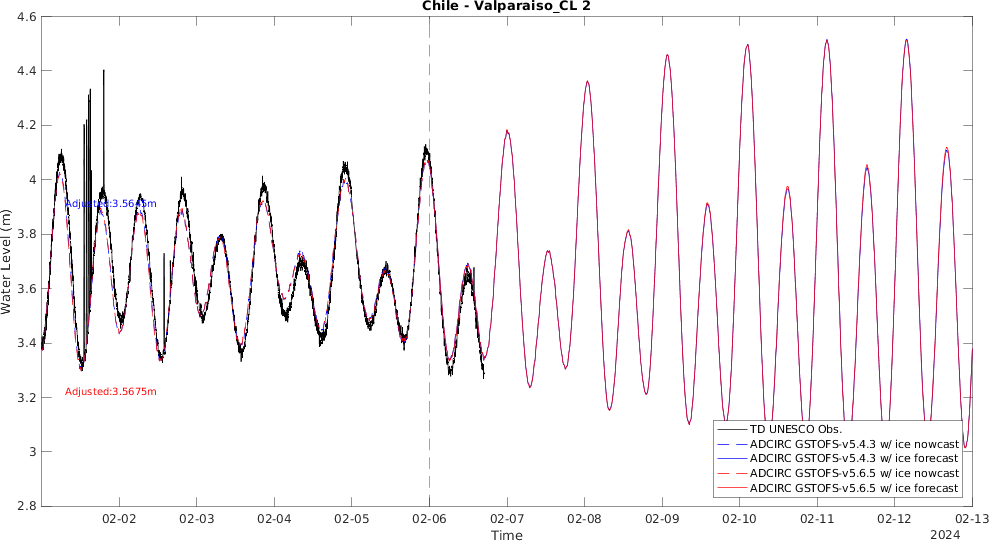 Chile - Valparaiso_CL 2
4.6
4.4
4.2
4
3.8
3.6
3.4
3.2
3
2.8
Water Level (m)
Adjusted:3.5645m
Adjusted:3.5675m
TD UNESCO Obs.
ADCIRC GSTOFS-v5.4.3 w/ ice nowcast
ADCIRC GSTOFS-v5.4.3 w/ ice forecast
ADCIRC GSTOFS-v5.6.5 w/ ice nowcast
ADCIRC GSTOFS-v5.6.5 w/ ice forecast
02-02 02-03 02-04 02-05 02-06 02-07 02-08 02-09 02-10 02-11 02-12 02-13
Time
2024